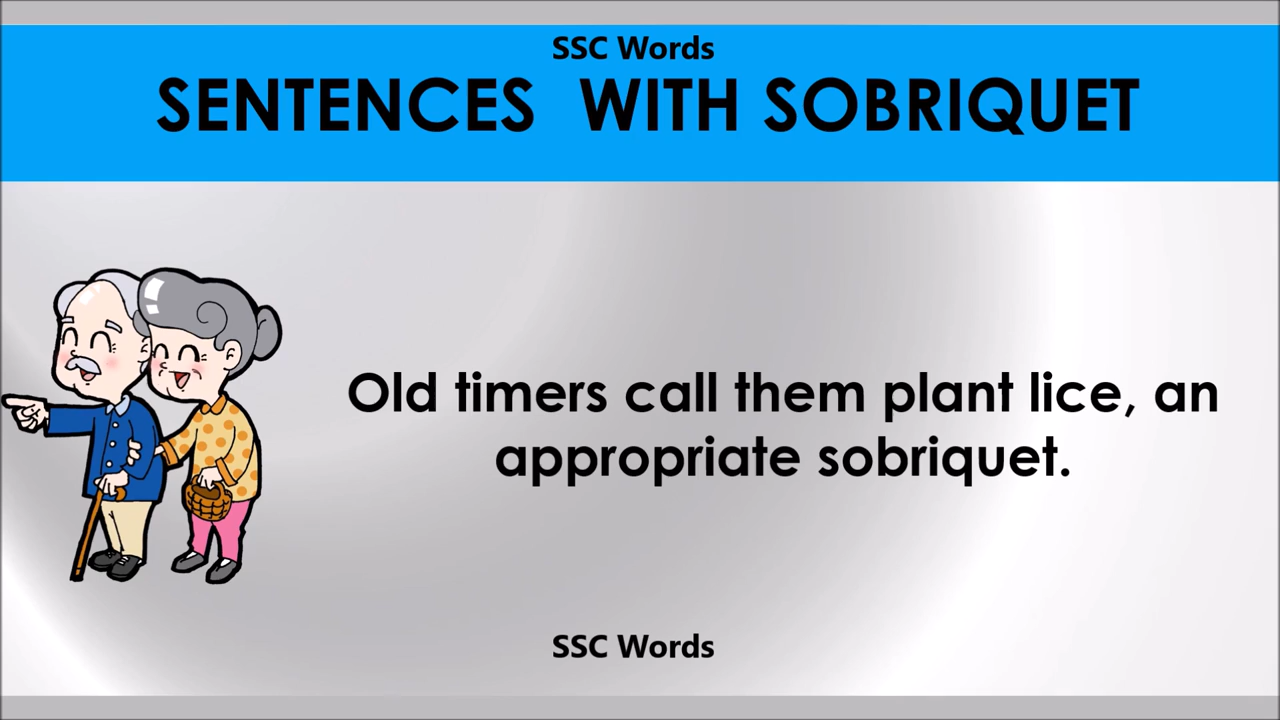 SSC Words
SENTENCES WITH SOBRIQUET
Old timers call them plant lice, an
appropriate sobriquet.
SSC Words